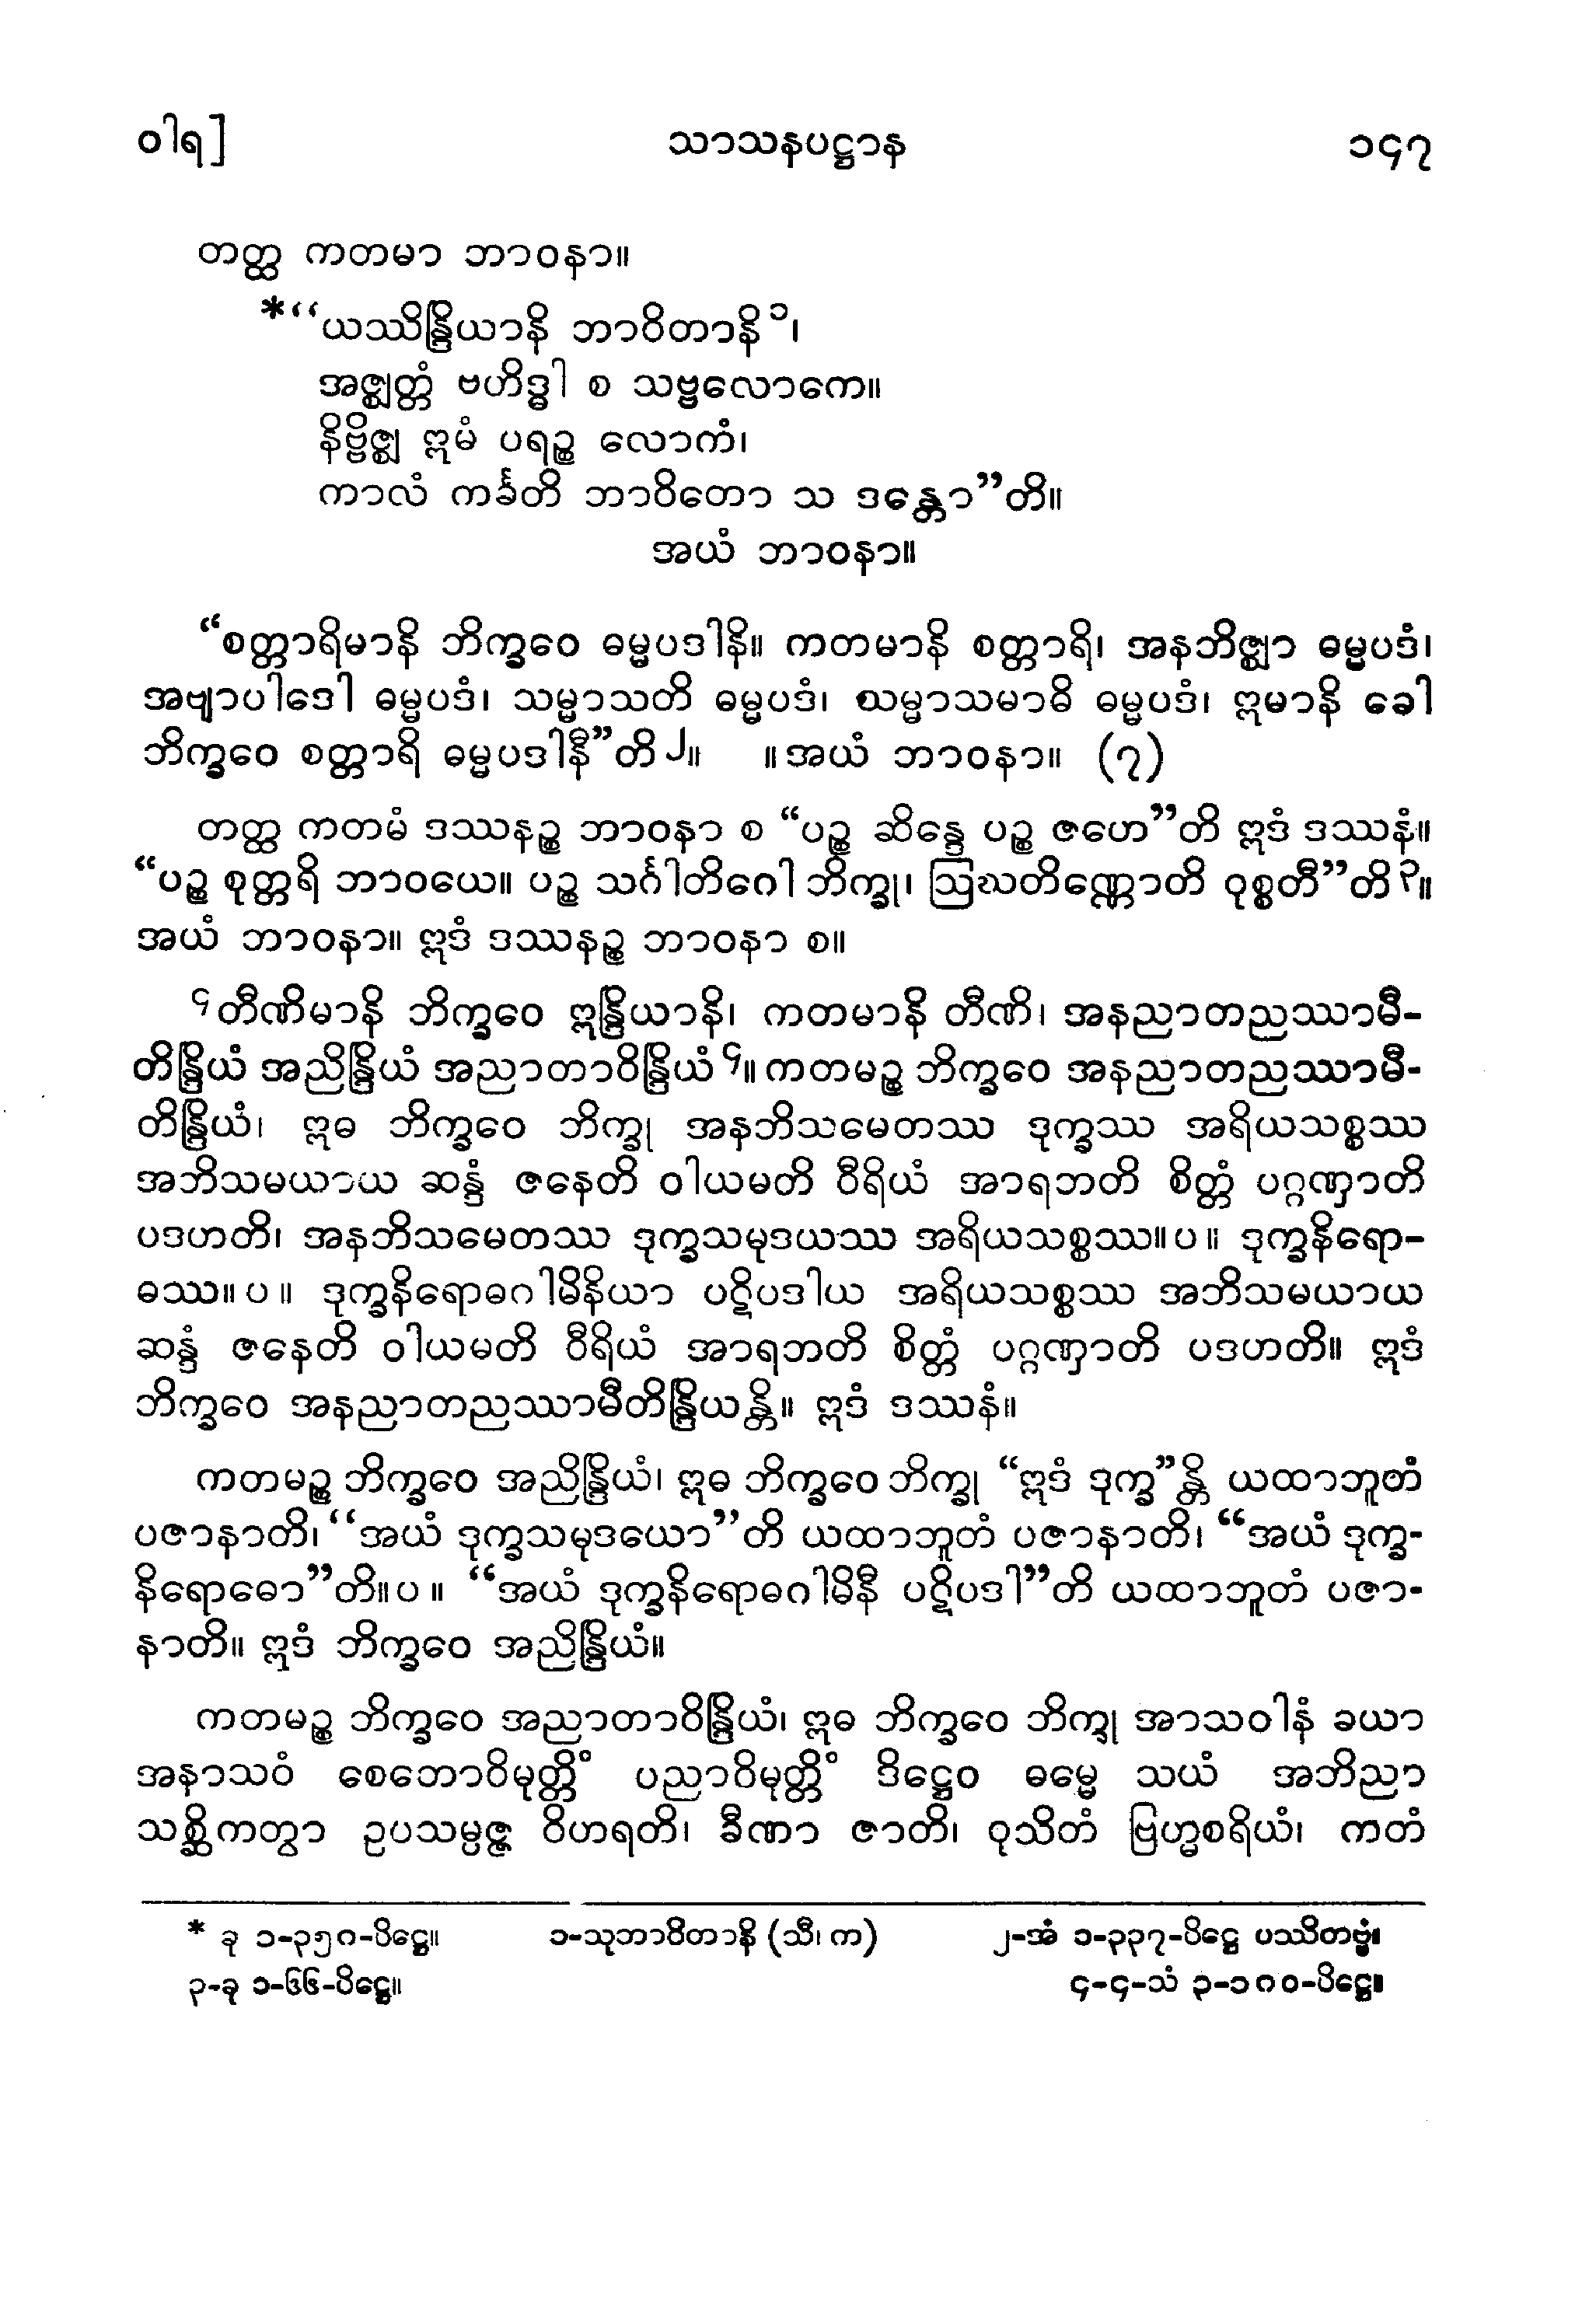 ဝါရ]
သာသနပဋ္ဌာန
၁၄၇
တတ္ထ ကတမာ ဘာဝနာ။
*“ယဿိန္ဒြိယာနိ ဘာဝိတာနိ၁၊
အဇ္ဈတ္တံ ဗဟိဒ္ဓါ စ သဗ္ဗလောကေ။
နိဗ္ဗိဇ္ဈ ဣမံ ပရဉ္စ လောကံ၊
ကာလံ ကင်္ခတိ ဘာဝိတော သ ဒန္တော”တိ။
အယံ ဘာဝနာ။
“စတ္တာရိမာနိ ဘိက္ခဝေ ဓမ္မပဒါနိ။ ကတမာနိ စတ္တာရိ၊ အနဘိဇ္ဈာ ဓမ္မပဒံ၊
အဗျာပါဒေါ ဓမ္မပဒံ၊ သမ္မာသတိ ဓမ္မပဒံ၊ သမ္မာသမာဓိ ဓမ္မပဒံ၊ ဣမာနိ ခေါ
ဘိက္ခဝေ စတ္တာရိ ဓမ္မပဒါနီ”တိ၂။ ။အယံ ဘာဝနာ။ (၇)
တတ္ထ ကတမံ ဒဿနဉ္စ ဘာဝနာ စ “ပဉ္စ ဆိန္ဒေ ပဉ္စ ဇဟေ”တိ ဣဒံ ဒဿနံ။
“ပဉ္စ စုတ္တရိ ဘာဝယေ။ ပဉ္စ သင်္ဂါတိဂေါ ဘိက္ခု၊ ဩဃတိဏ္ဏောတိ ဝုစ္စတီ”တိ၃။
အယံ ဘာဝနာ။ ဣဒံ ဒဿနဉ္စ ဘာဝနာ စ။
၄တီဏိမာနိ ဘိက္ခဝေ ဣန္ဒြိယာနိ၊ ကတမာနိ တီဏိ၊ အနညာတညဿာမီ-
တိန္ဒြိယံ အညိန္ဒြိယံ အညာတာဝိန္ဒြိယံ၄။ ကတမဉ္စ ဘိက္ခဝေ အနညာတညဿာမီ-
တိန္ဒြိယံ၊ ဣဓ ဘိက္ခဝေ ဘိက္ခု အနဘိသမေတဿ ဒုက္ခဿ အရိယသစ္စဿ
အဘိသမယာယ ဆန္ဒံ ဇနေတိ ဝါယမတိ ဝီရိယံ အာရဘတိ စိတ္တံ ပဂ္ဂဏှာတိ
ပဒဟတိ၊ အနဘိသမေတဿ ဒုက္ခသမုဒယဿ အရိယသစ္စဿ။ပ။ ဒုက္ခနိရော-
ဓဿ။ပ။ ဒုက္ခနိရောဓဂါမိနိယာ ပဋိပဒါယ အရိယသစ္စဿ အဘိသမယာယ
ဆန္ဒံ ဇနေတိ ဝါယမတိ ဝီရိယံ အာရဘတိ စိတ္တံ ပဂ္ဂဏှာတိ ပဒဟတိ။ ဣဒံ
ဘိက္ခဝေ အနညာတညဿာမီတိန္ဒြိယန္တိ။ ဣဒံ ဒဿနံ။
ကတမဉ္စ ဘိက္ခဝေ အညိန္ဒြိယံ၊ ဣဓ ဘိက္ခဝေ ဘိက္ခု “ဣဒံ ဒုက္ခ”န္တိ ယထာဘူတံ
ပဇာနာတိ၊ “အယံ ဒုက္ခသမုဒယော”တိ ယထာဘူတံ ပဇာနာတိ၊ “အယံ ဒုက္ခ-
နိရောဓော”တိ။ပ။ “အယံ ဒုက္ခနိရောဓဂါမိနီ ပဋိပဒါ”တိ ယထာဘူတံ ပဇာ-
နာတိ။ ဣဒံ ဘိက္ခဝေ အညိန္ဒြိယံ။
ကတမဉ္စ ဘိက္ခဝေ အညာတာဝိန္ဒြိယံ၊ ဣဓ ဘိက္ခဝေ ဘိက္ခု အာသဝါနံ ခယာ
အနာသဝံ စေတောဝိမုတ္တိံ ပညာဝိမုတ္တိံ ဒိဋ္ဌေဝ ဓမ္မေ သယံ အဘိညာ
သစ္ဆိကတွာ ဥပသမ္ပဇ္ဇ ဝိဟရတိ၊ ခီဏာ ဇာတိ၊ ဝုသိတံ ဗြဟ္မစရိယံ၊ ကတံ
* ခု ၁-၃၅၈-ပိဋ္ဌေ။ ၁-သုဘာဝိတာနိ (သီ၊ က) ၂-အံ ၁-၃၃၇-ပိဋ္ဌေ ပဿိတဗ္ဗံ။
၃-ခု ၁-၆၆-ပိဋ္ဌေ။ ၄-၄-သံ ၃-၁၈၀-ပိဋ္ဌေ။